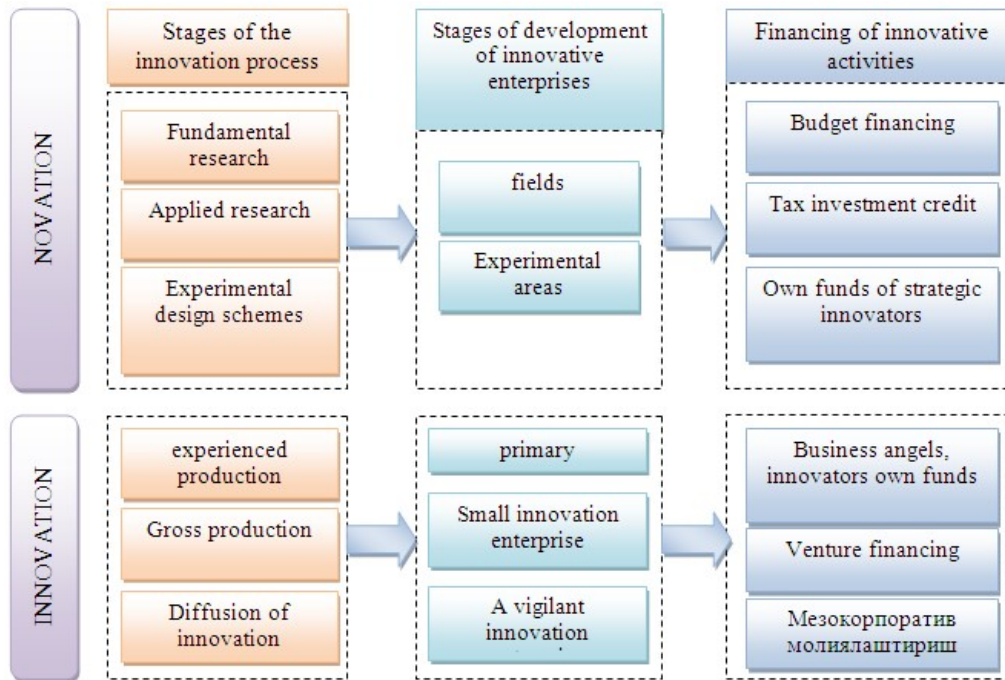 NOVATION
Stages of the
innovation process
Fundamental
research
Applied research
Experimental
design schemes
Stages of development
of innovative
enterprises
fields
Experimental
areas
Financing of innovative
activities
Budget financing
Tax investment credit
Own funds of strategic
innovators
INNOVATION
experienced
production
Gross production
Diffusion of
innovation
primary
Small innovation
enterprise
A vigilant
innovation
Business angels,
innovators own funds
Venture financing
Мезокорпоратив
молиялаштириш